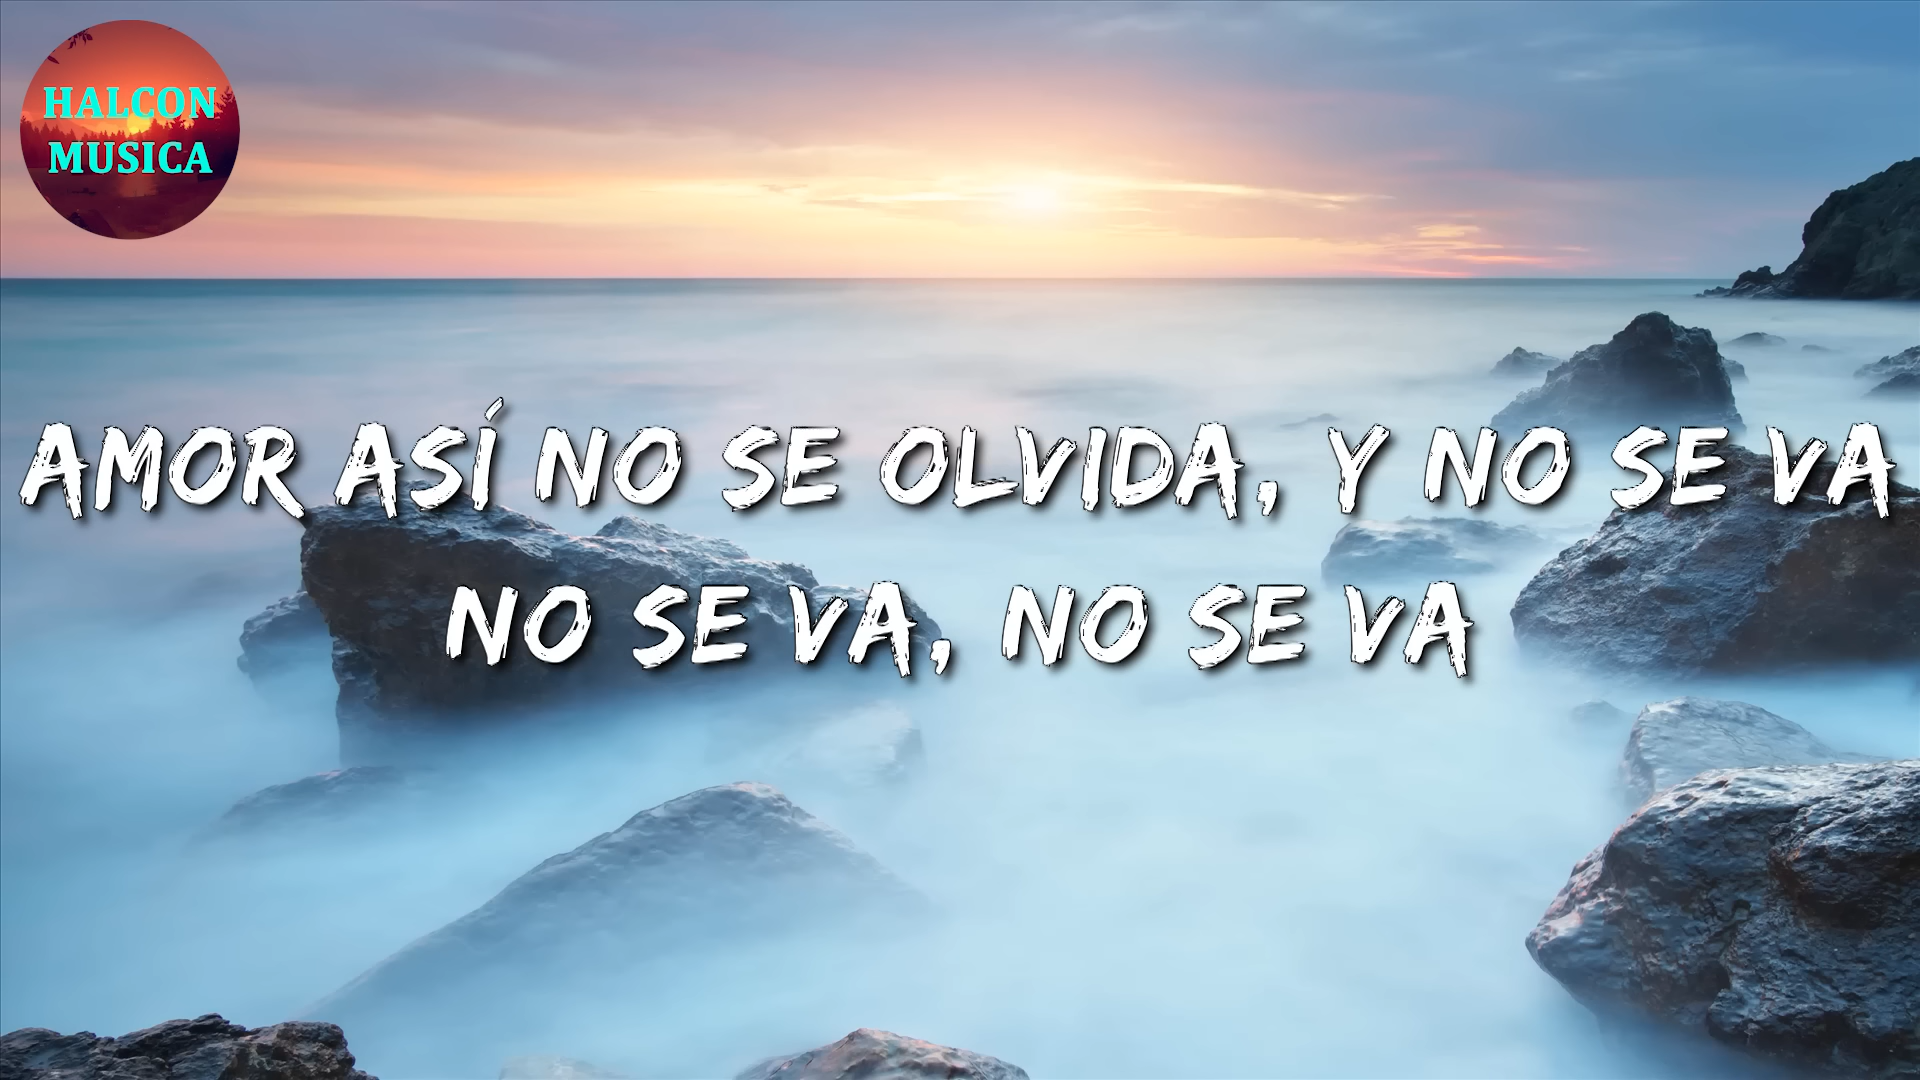 HALCON
MUSICA
AMOR ASÍ NO SE OLVIDA, Y NO SE VA
NO SE VA, NO SE VA